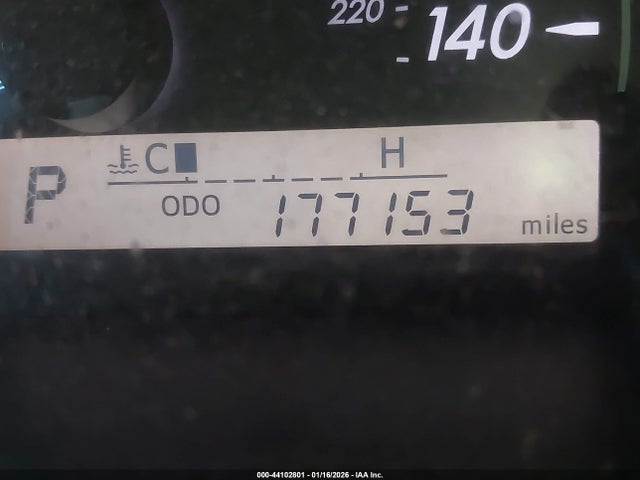 220 140
C H
P
ODO 177153 miles
000-44102801 - 01/16/2026 - IAA Inc.